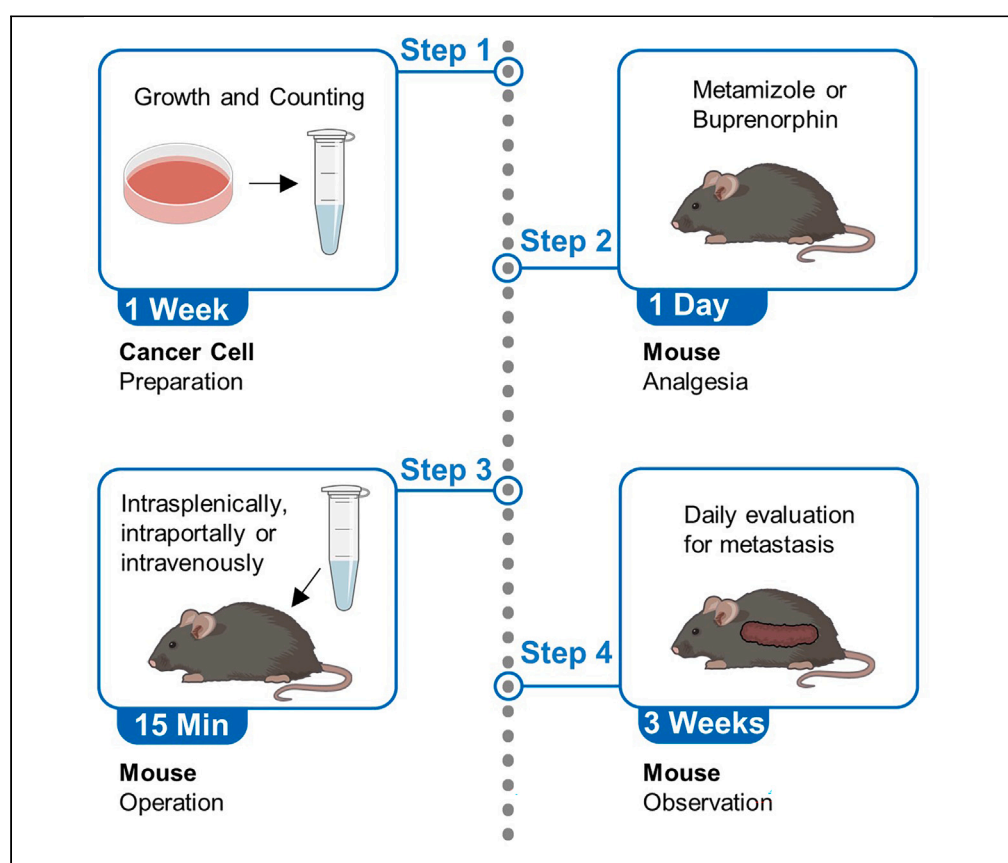 Step 1
Growth and Counting
1 Week
Cancer Cell
Preparation
Step 2
Metamizole or
Buprenorphin
1 Day
Mouse
Analgesia
Step 3
Intrasplenically,
intraportally or
intravenously
15 Min
Mouse
Operation
Step 4
Daily evaluation
for metastasis
3 Weeks
Mouse
Observation